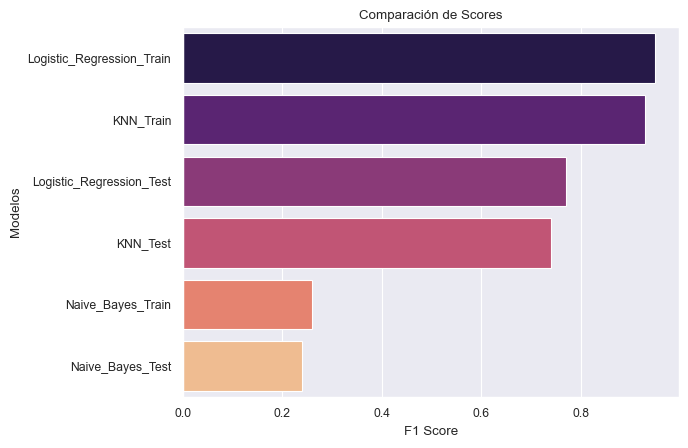 Comparación de Scores
Modelos
Logistic_Regression_Train
KNN_Train
Logistic_Regression_Test
KNN_Test
Naive_Bayes_Train
Naive_Bayes_Test
0.0 0.2 0.4 0.6 0.8
F1 Score